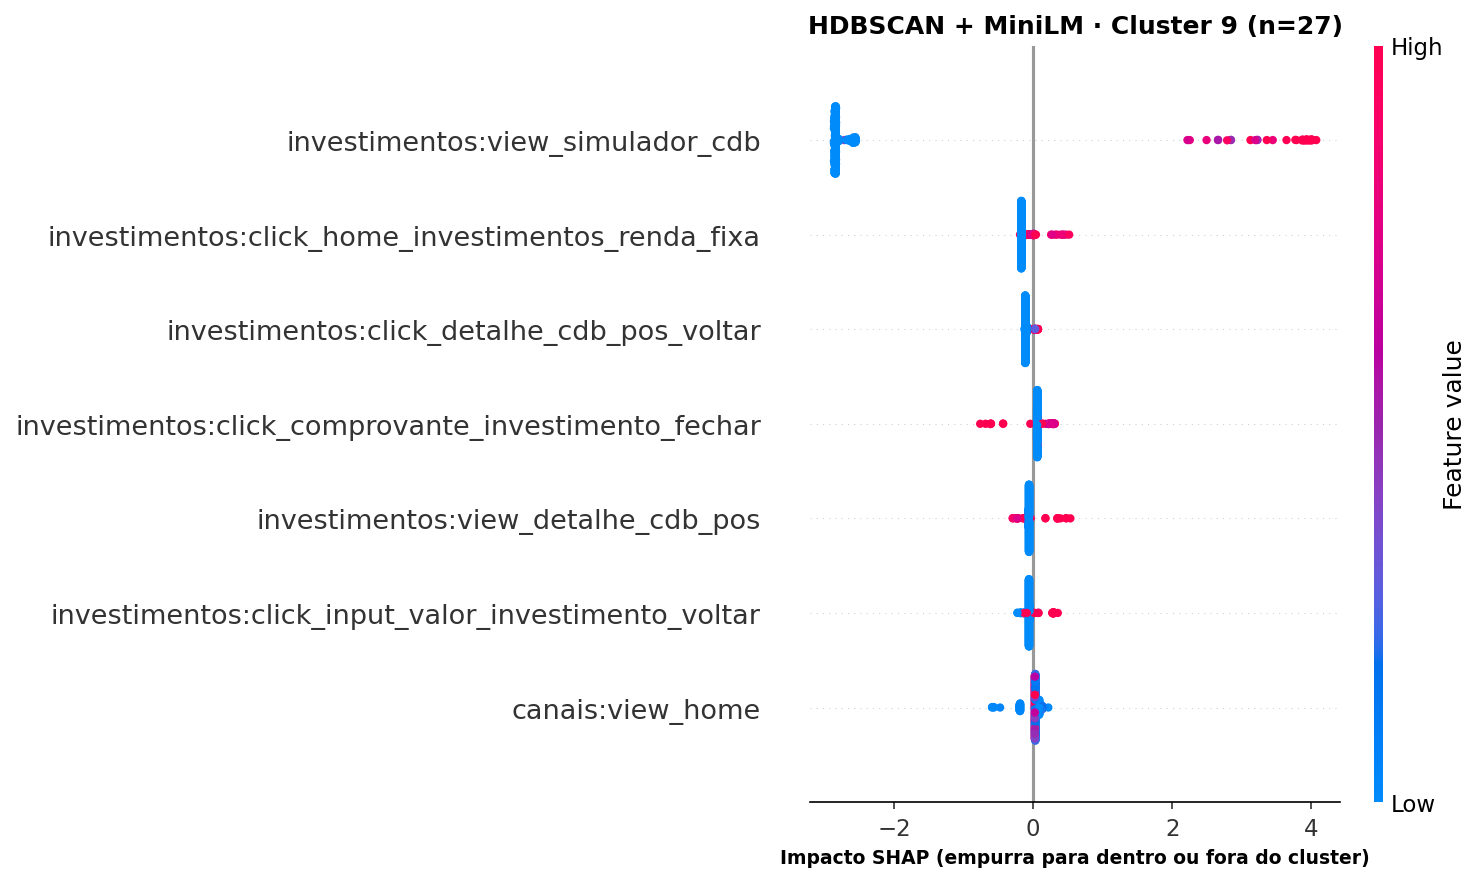 HDBSCAN + MiniLM · Cluster 9 (n=27)
High
investimentos:view_simulador_cdb
investimentos:click_home_investimentos_renda_fixa
investimentos:click_detalhe_cdb_pos_voltar
investimentos:click_comprovante_investimento_fechar
investimentos:view_detalhe_cdb_pos
investimentos:click_input_valor_investimento_voltar
canais:view_home
Feature value
Low
−2 0 2 4
Impacto SHAP (empurra para dentro ou fora do cluster)